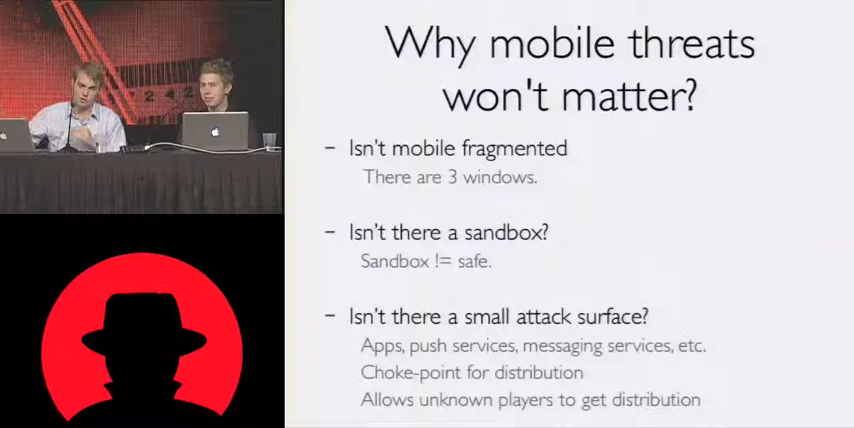 Why mobile threats
won't matter?
– Isn't mobile fragmented
There are 3 windows.
– Isn't there a sandbox?
Sandbox != safe.
– Isn't there a small attack surface?
Apps, push services, messaging services, etc.
Choke-point for distribution
Allows unknown players to get distribution